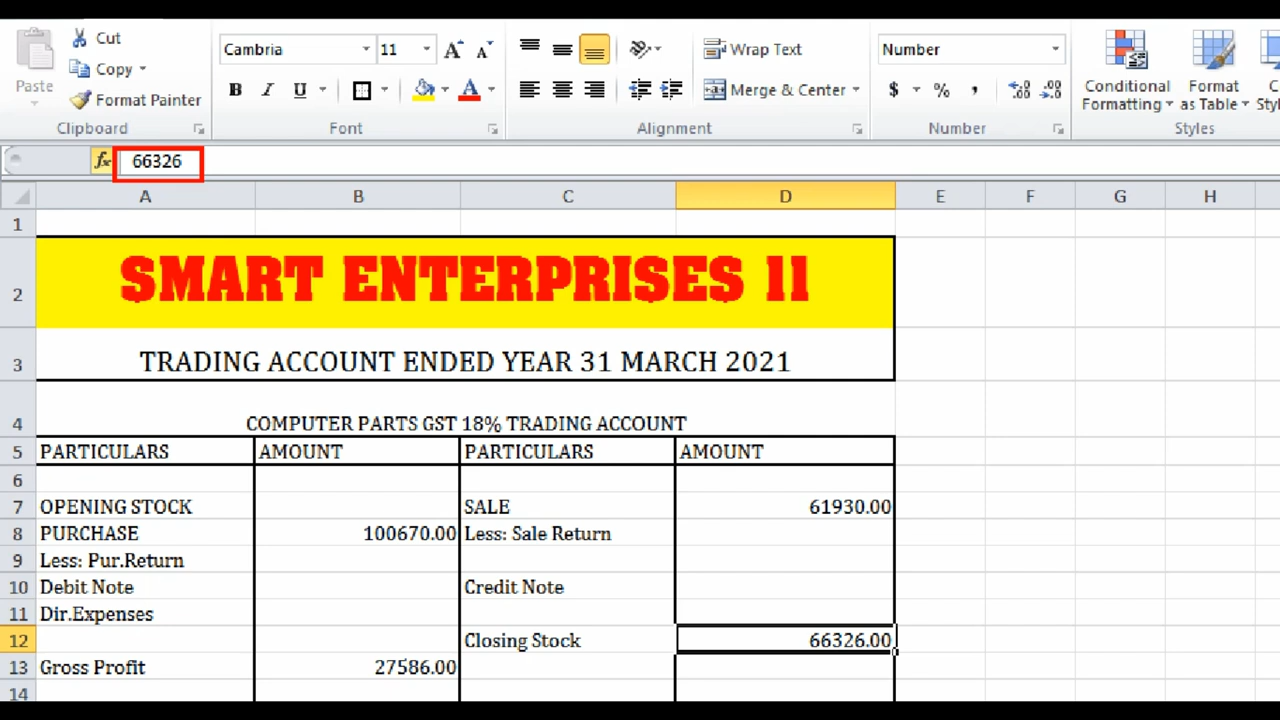 Cut
Cambria 11 Wrap Text Number
Copy
Paste Format Painter B I U Merge & Center $ % , Conditional Formatting Format as Table
Clipboard Font Alignment Number Styles
fx 66326
A B C D E F G H
1
2 SMART ENTERPRISES 11
3 TRADING ACCOUNT ENDED YEAR 31 MARCH 2021
4 COMPUTER PARTS GST 18% TRADING ACCOUNT
5 PARTICULARS AMOUNT PARTICULARS AMOUNT
6
7 OPENING STOCK SALE 61930.00
8 PURCHASE 100670.00 Less: Sale Return
9 Less: Pur.Return
10 Debit Note Credit Note
11 Dir.Expenses
12 Closing Stock 66326.00
13 Gross Profit 27586.00
14